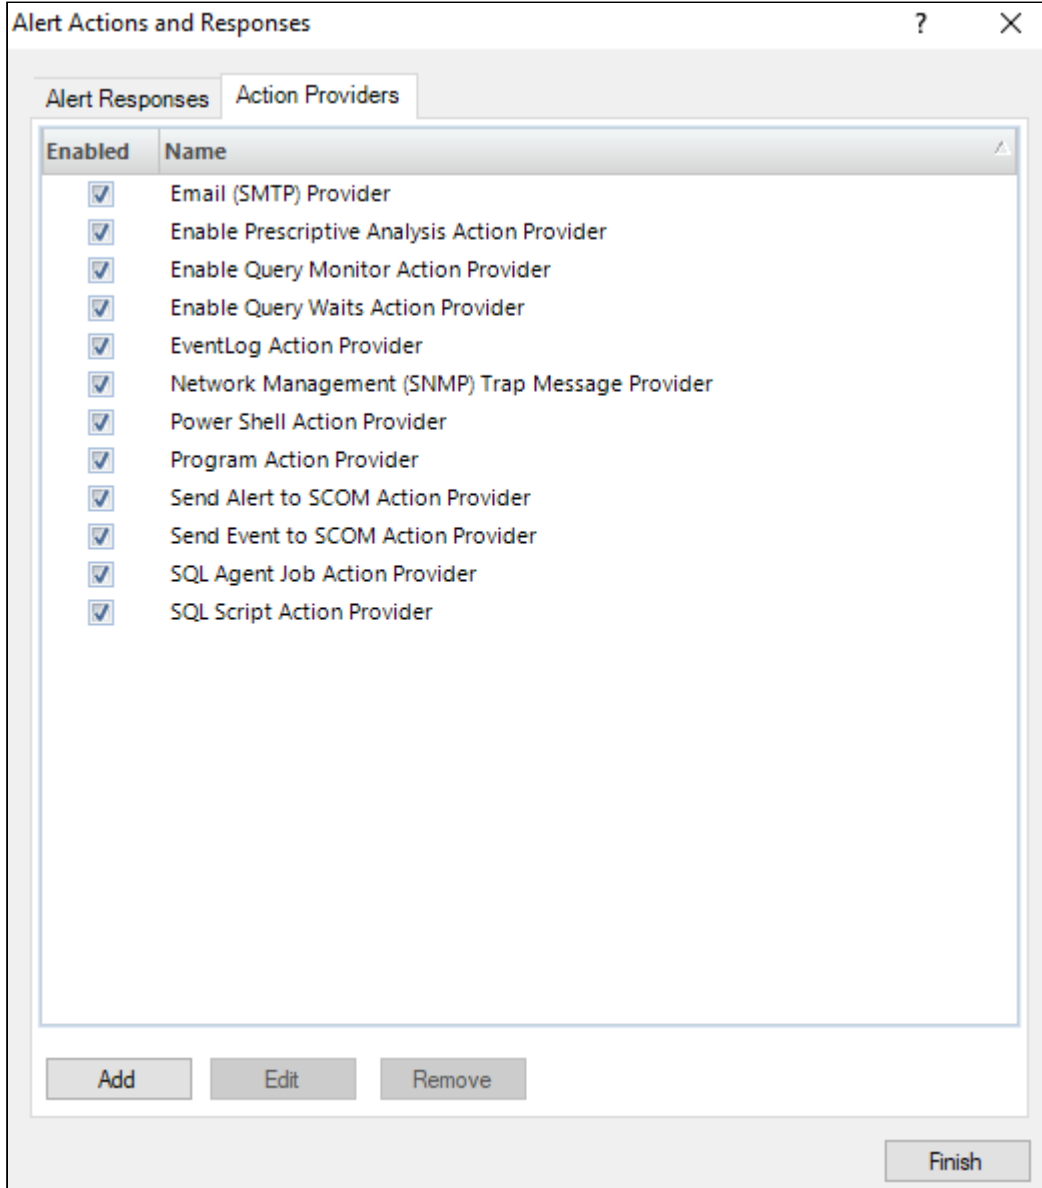 Alert Actions and Responses ? X
Alert Responses Action Providers
Enabled Name
Email (SMTP) Provider
Enable Prescriptive Analysis Action Provider
Enable Query Monitor Action Provider
Enable Query Waits Action Provider
EventLog Action Provider
Network Management (SNMP) Trap Message Provider
Power Shell Action Provider
Program Action Provider
Send Alert to SCOM Action Provider
Send Event to SCOM Action Provider
SQL Agent Job Action Provider
SQL Script Action Provider
Add Edit Remove
Finish